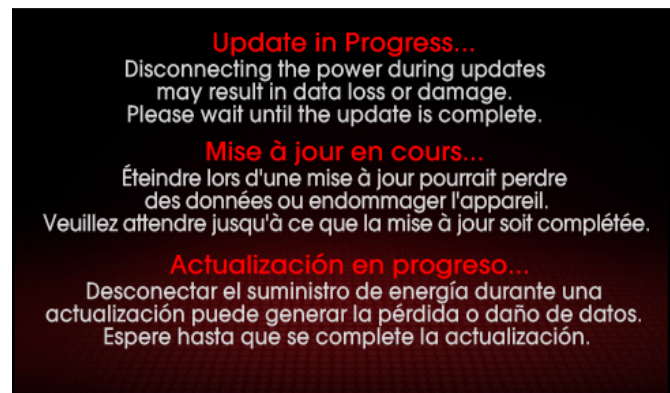 Update in Progress...
Disconnecting the power during updates
may result in data loss or damage.
Please wait until the update is complete.
Mise à jour en cours...
Éteindre lors d'une mise à jour pourrait perdre
des données ou endommager l'appareil.
Veuillez attendre jusqu'à ce que la mise à jour soit complétée.
Actualización en progreso...
Desconectar el suministro de energía durante una
actualización puede generar la pérdida o daño de datos.
Espere hasta que se complete la actualización.